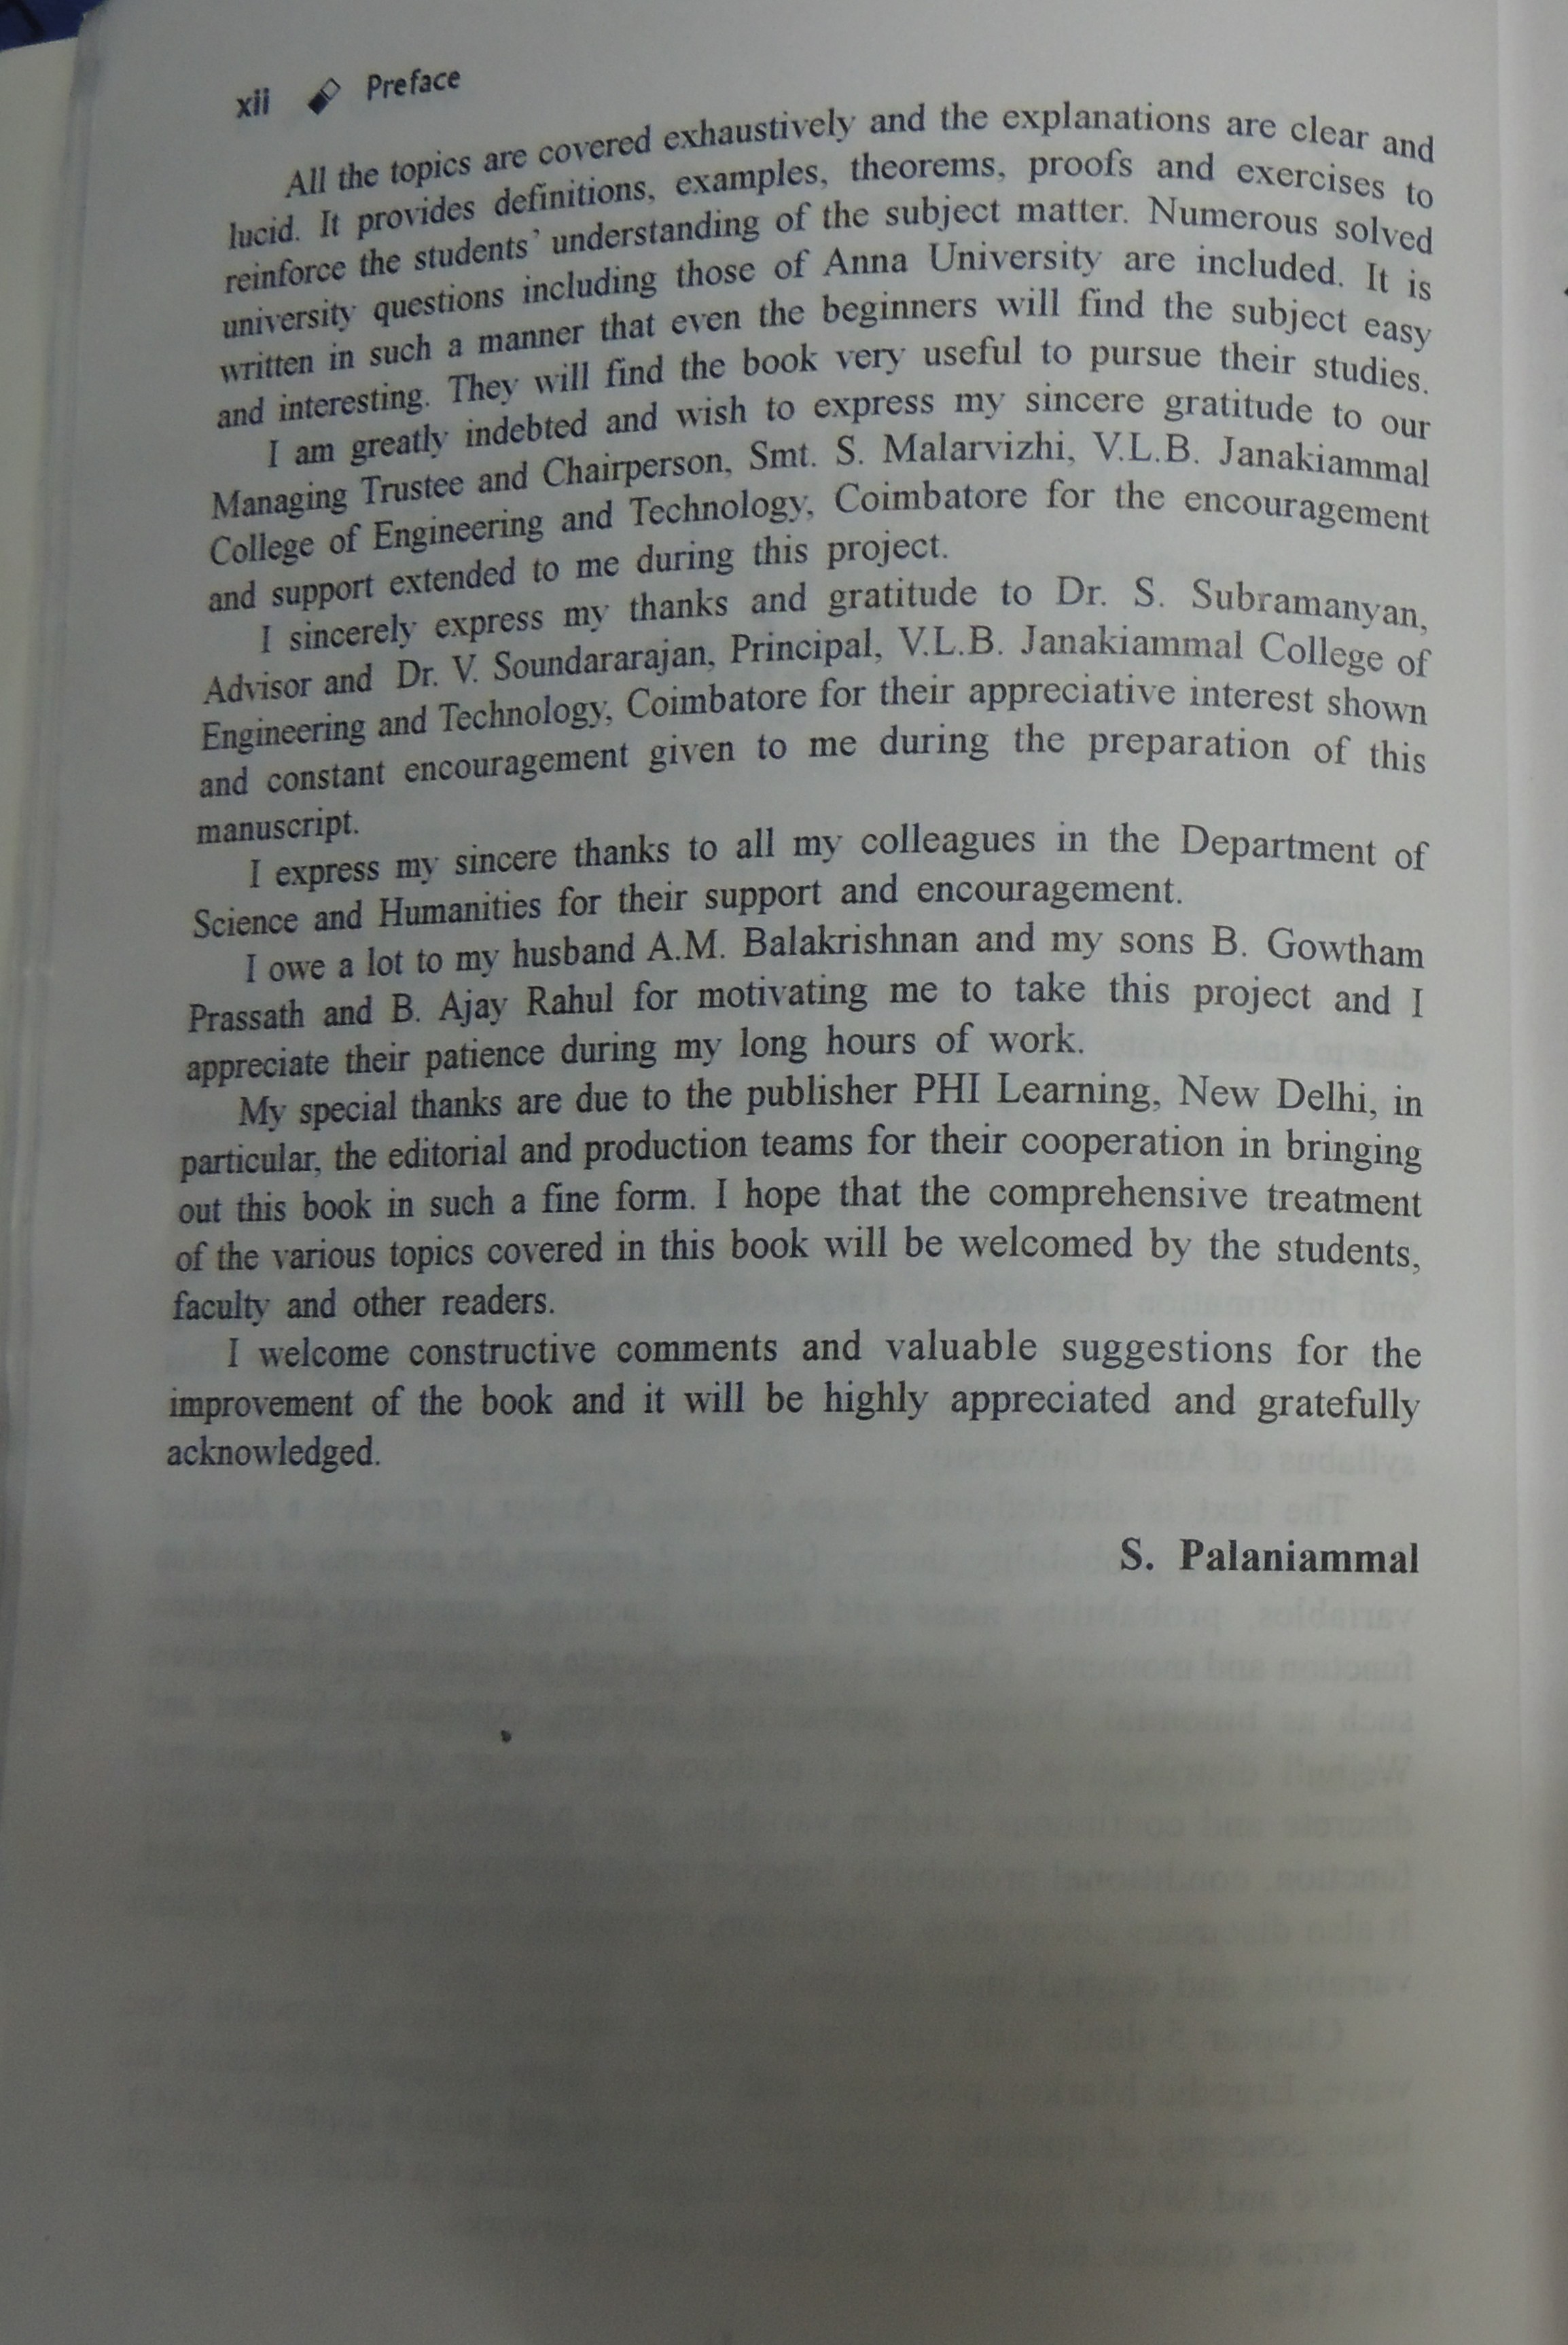 xii Preface
All the topics are covered exhaustively and the explanations are clear and
lucid. It provides definitions, examples, theorems, proofs and exercises to
reinforce the students' understanding of the subject matter. Numerous solved
university questions including those of Anna University are included. It is
written in such a manner that even the beginners will find the subject easy
and interesting. They will find the book very useful to pursue their studies.
I am greatly indebted and wish to express my sincere gratitude to our
Managing Trustee and Chairperson, Smt. S. Malarvizhi, V.L.B. Janakiammal
College of Engineering and Technology, Coimbatore for the encouragement
and support extended to me during this project.
I sincerely express my thanks and gratitude to Dr. S. Subramanyan,
Advisor and Dr. V. Soundararajan, Principal, V.L.B. Janakiammal College of
Engineering and Technology, Coimbatore for their appreciative interest shown
and constant encouragement given to me during the preparation of this
manuscript.
I express my sincere thanks to all my colleagues in the Department of
Science and Humanities for their support and encouragement.
I owe a lot to my husband A.M. Balakrishnan and my sons B. Gowtham
Prassath and B. Ajay Rahul for motivating me to take this project and I
appreciate their patience during my long hours of work.
My special thanks are due to the publisher PHI Learning, New Delhi, in
particular, the editorial and production teams for their cooperation in bringing
out this book in such a fine form. I hope that the comprehensive treatment
of the various topics covered in this book will be welcomed by the students,
faculty and other readers.
I welcome constructive comments and valuable suggestions for the
improvement of the book and it will be highly appreciated and gratefully
acknowledged.
S. Palaniammal